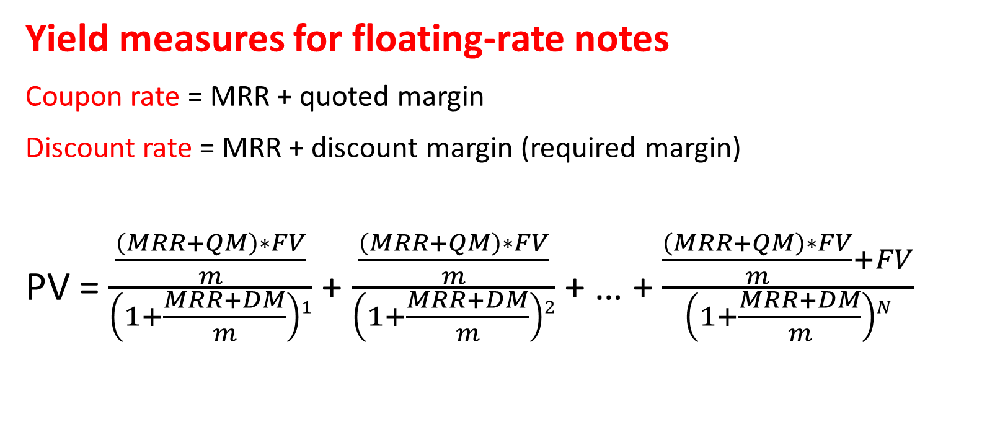 Yield measures for floating-rate notes
Coupon rate = MRR + quoted margin
Discount rate = MRR + discount margin (required margin)
PV = \frac{\frac{(MRR+QM)*FV}{m}}{\left(1+\frac{MRR+DM}{m}\right)^1} + \frac{\frac{(MRR+QM)*FV}{m}}{\left(1+\frac{MRR+DM}{m}\right)^2} + … + \frac{\frac{(MRR+QM)*FV}{m}+FV}{\left(1+\frac{MRR+DM}{m}\right)^N}